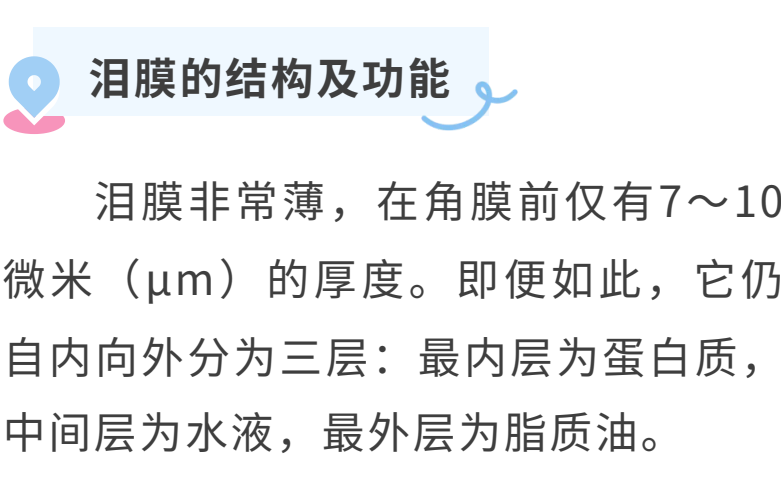 泪膜的结构及功能
泪膜非常薄，在角膜前仅有7～10
微米（μm）的厚度。即便如此，它仍
自内向外分为三层：最内层为蛋白质，
中间层为水液，最外层为脂质油。